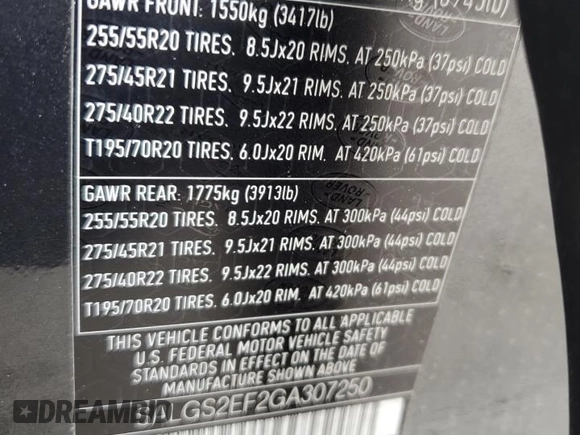 GAWR FRONT: 1550kg (3417lb)
255/55R20 TIRES. 8.5Jx20 RIMS. AT 250kPa (37psi) COLD
275/45R21 TIRES. 9.5Jx21 RIMS. AT 250kPa (37psi) COLD
275/40R22 TIRES. 9.5Jx22 RIMS. AT 250kPa (37psi) COLD
T195/70R20 TIRES. 6.0Jx20 RIM. AT 420kPa (61psi) COLD
GAWR REAR: 1775kg (3913lb)
255/55R20 TIRES. 8.5Jx20 RIMS. AT 300kPa (44psi) COLD
275/45R21 TIRES. 9.5Jx21 RIMS. AT 300kPa (44psi) COLD
275/40R22 TIRES. 9.5Jx22 RIMS. AT 300kPa (44psi) COLD
T195/70R20 TIRES. 6.0Jx20 RIM. AT 420kPa (61psi) COLD
THIS VEHICLE CONFORMS TO ALL APPLICABLE
U.S. FEDERAL MOTOR VEHICLE SAFETY
STANDARDS IN EFFECT ON THE DATE OF
MANUFACTURE SHOWN ABOVE
GS2EF2GA307250
LAND-
ROVER
AUTOHELPERBOT.COM